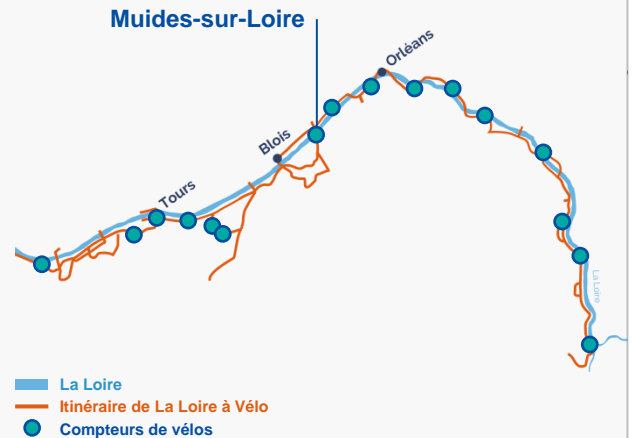 Muides-sur-Loire
Orléans
Blois
Tours
La Loire
La Loire
Itinéraire de La Loire à Vélo
Compteurs de vélos